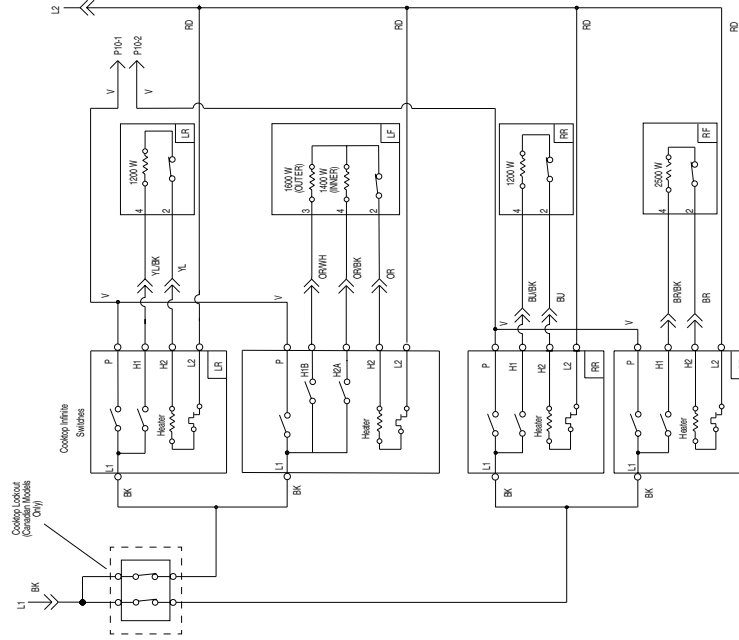 L2
RD
RD
RD
RD
P10-1
P10-2
V
V
1200 W
4
2
LR
1600 W
(OUTER)
1400 W
(INNER)
3
4
2
LF
1200 W
4
2
RR
2500 W
4
2
RF
YL/BK
YL
OR/WH
OR/BK
OR
BU/BK
BU
BR/BK
BR
V
V
V
V
Cooktop Infinite
Switches
P
H1
H2
L2
LR
Heater
L1
P
H1B
H2A
H2
L2
Heater
L1
P
H1
H2
L2
RR
Heater
L1
P
H1
H2
L2
Heater
L1
BK
BK
BK
BK
Cooktop Lockout
(Canadian Models
Only)
L1
BK